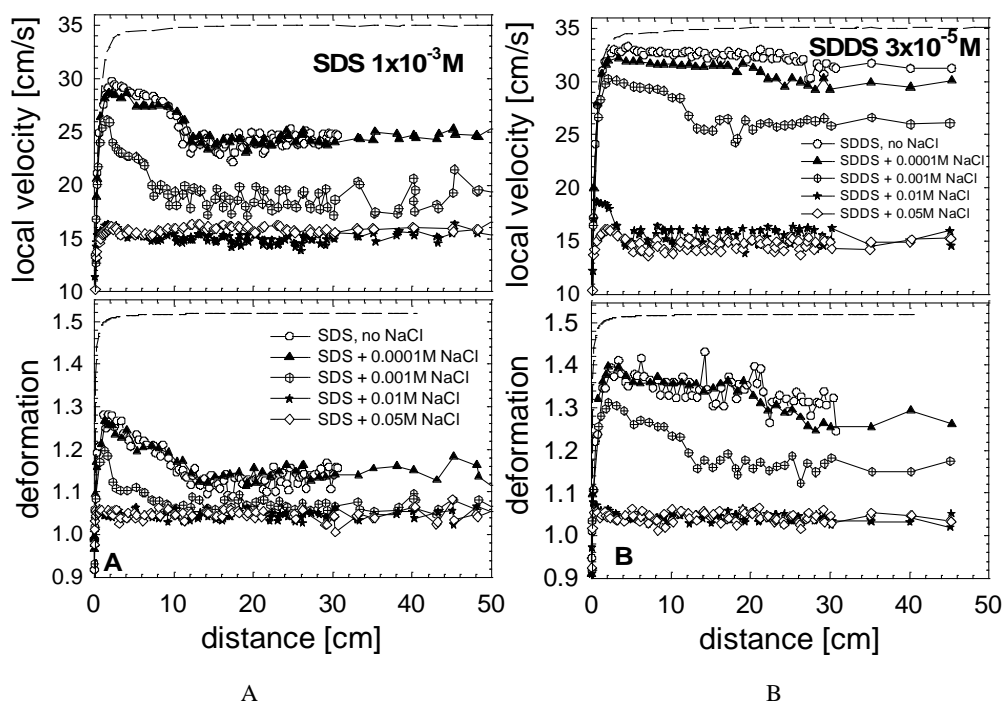 SDS 1x10⁻³M
local velocity [cm/s]
35
30
25
20
15
10
SDDS 3x10⁻⁵M
local velocity [cm/s]
35
30
25
20
15
10
SDDS, no NaCl
SDDS + 0.0001M NaCl
SDDS + 0.001M NaCl
SDDS + 0.01M NaCl
SDDS + 0.05M NaCl
deformation
1.5
1.4
1.3
1.2
1.1
1.0
0.9
SDS, no NaCl
SDS + 0.0001M NaCl
SDS + 0.001M NaCl
SDS + 0.01M NaCl
SDS + 0.05M NaCl
A
0 10 20 30 40 50
distance [cm]
deformation
1.5
1.4
1.3
1.2
1.1
1.0
0.9
B
0 10 20 30 40 50
distance [cm]
A
B